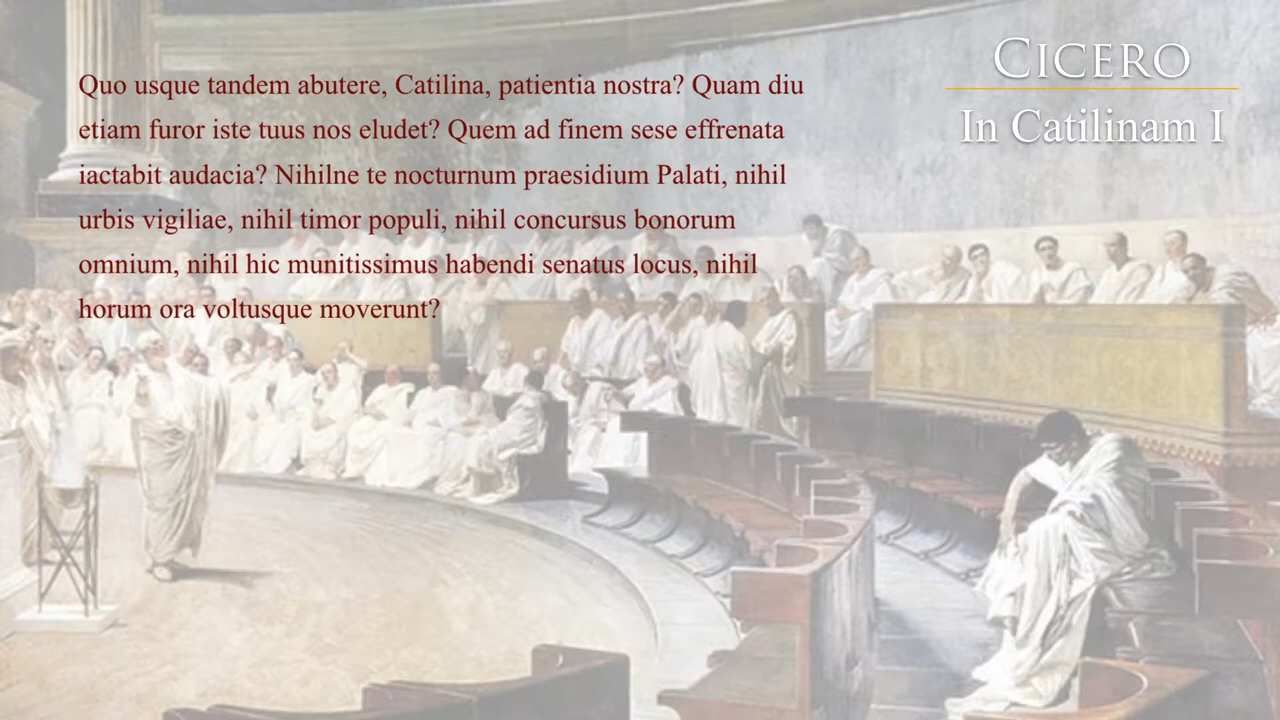 Quo usque tandem abutere, Catilina, patientia nostra? Quam diu
etiam furor iste tuus nos eludet? Quem ad finem sese effrenata
iactabit audacia? Nihilne te nocturnum praesidium Palati, nihil
urbis vigiliae, nihil timor populi, nihil concursus bonorum
omnium, nihil hic munitissimus habendi senatus locus, nihil
horum ora voltusque moverunt?
CICERO
In Catilinam I